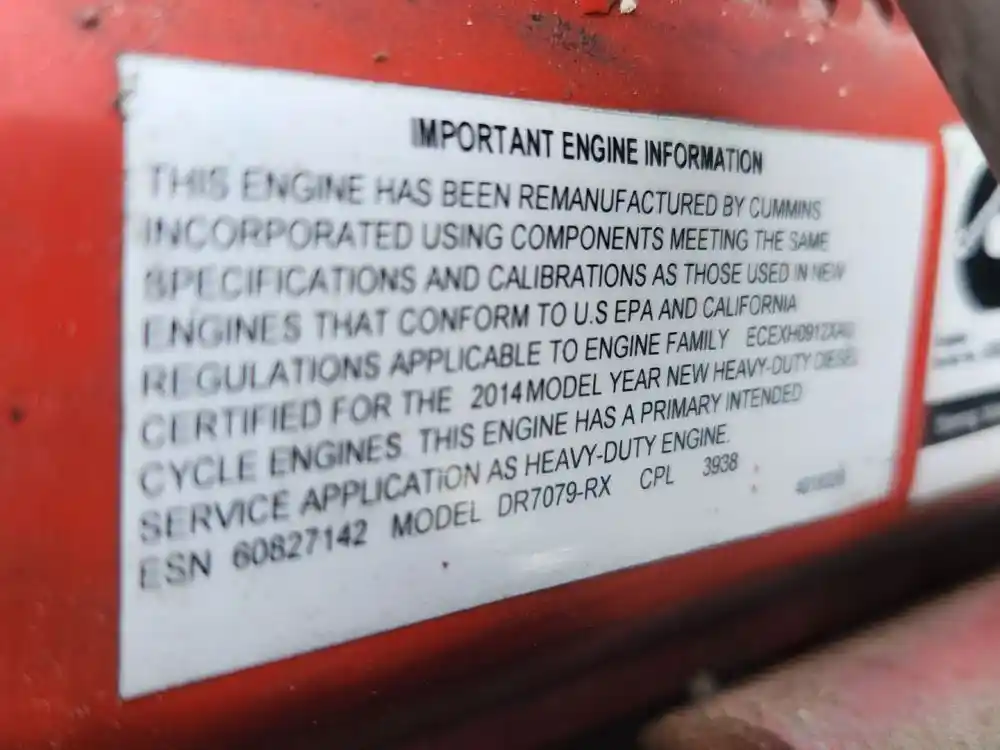 IMPORTANT ENGINE INFORMATION
THIS ENGINE HAS BEEN REMANUFACTURED BY CUMMINS
INCORPORATED USING COMPONENTS MEETING THE SAME
SPECIFICATIONS AND CALIBRATIONS AS THOSE USED IN NEW
ENGINES THAT CONFORM TO U.S EPA AND CALIFORNIA
REGULATIONS APPLICABLE TO ENGINE FAMILY
CERTIFIED FOR THE 2014 MODEL YEAR NEW HEAVY-DUTY DIESEL
CYCLE ENGINES. THIS ENGINE HAS A PRIMARY INTENDED
SERVICE APPLICATION AS HEAVY-DUTY ENGINE.
ESN 60827142 MODEL DR7079-RX CPL 3938